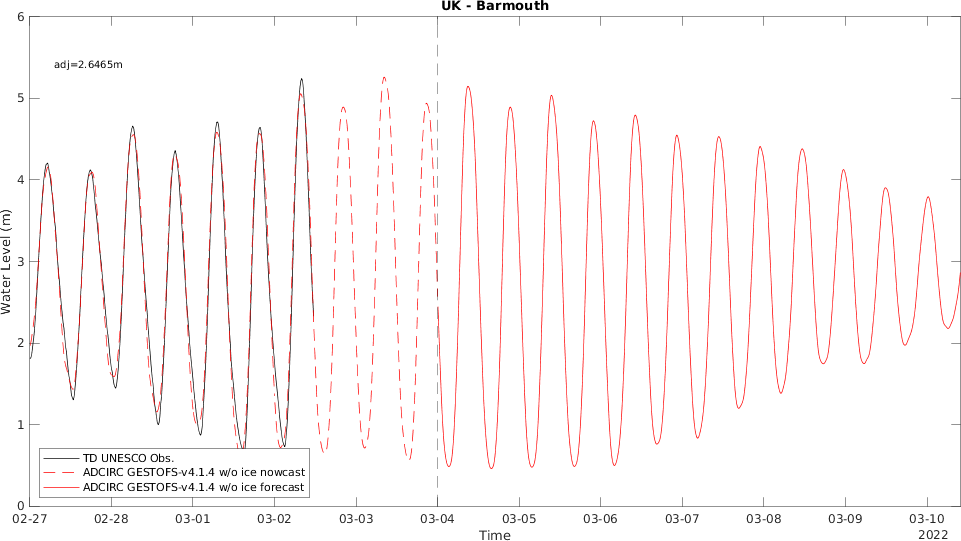 UK - Barmouth
adj=2.6465m
6
5
4
3
2
1
0
Water Level (m)
TD UNESCO Obs.
ADCIRC GESTOFS-v4.1.4 w/o ice nowcast
ADCIRC GESTOFS-v4.1.4 w/o ice forecast
02-27 02-28 03-01 03-02 03-03 03-04 03-05 03-06 03-07 03-08 03-09 03-10
Time
2022